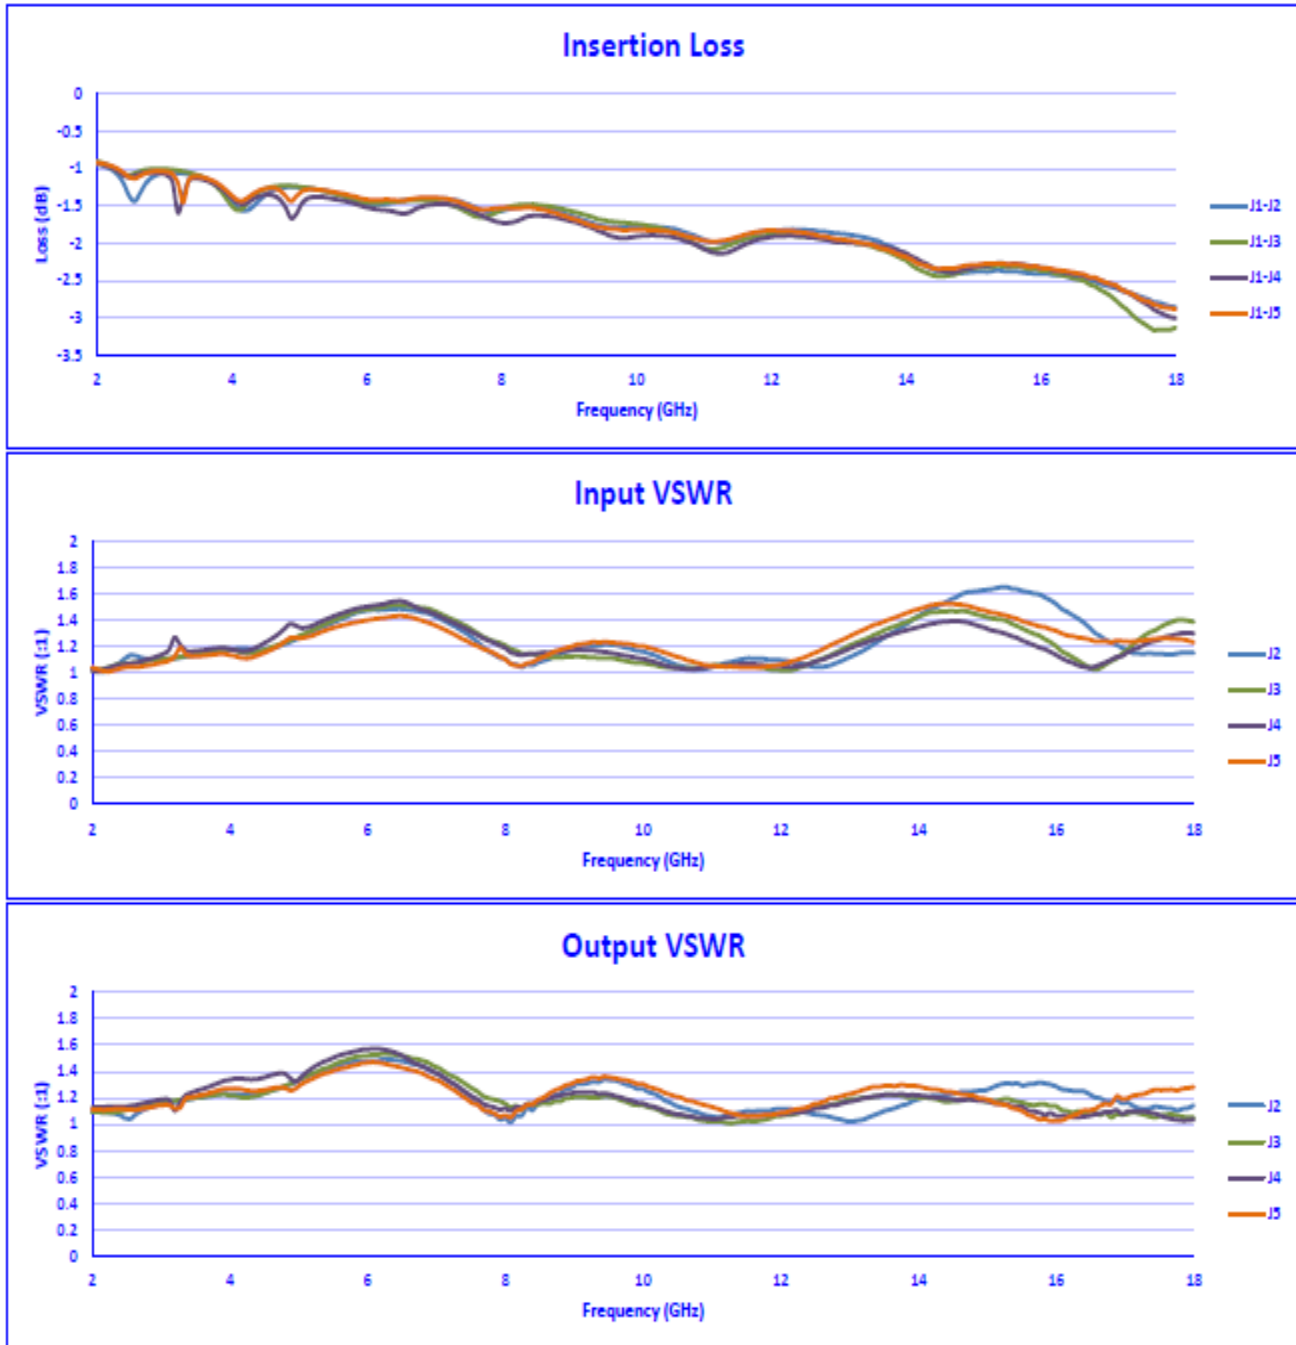 Insertion Loss
0
-0.5
-1
-1.5
-2
-2.5
-3
-3.5
Loss (dB)
2 4 6 8 10 12 14 16 18
Frequency (GHz)
J1-J2
J1-J3
J1-J4
J1-J5
Input VSWR
2
1.8
1.6
1.4
1.2
1
0.8
0.6
0.4
0.2
0
VSWR (:1)
2 4 6 8 10 12 14 16 18
Frequency (GHz)
J2
J3
J4
J5
Output VSWR
2
1.8
1.6
1.4
1.2
1
0.8
0.6
0.4
0.2
0
VSWR (:1)
2 4 6 8 10 12 14 16 18
Frequency (GHz)
J2
J3
J4
J5